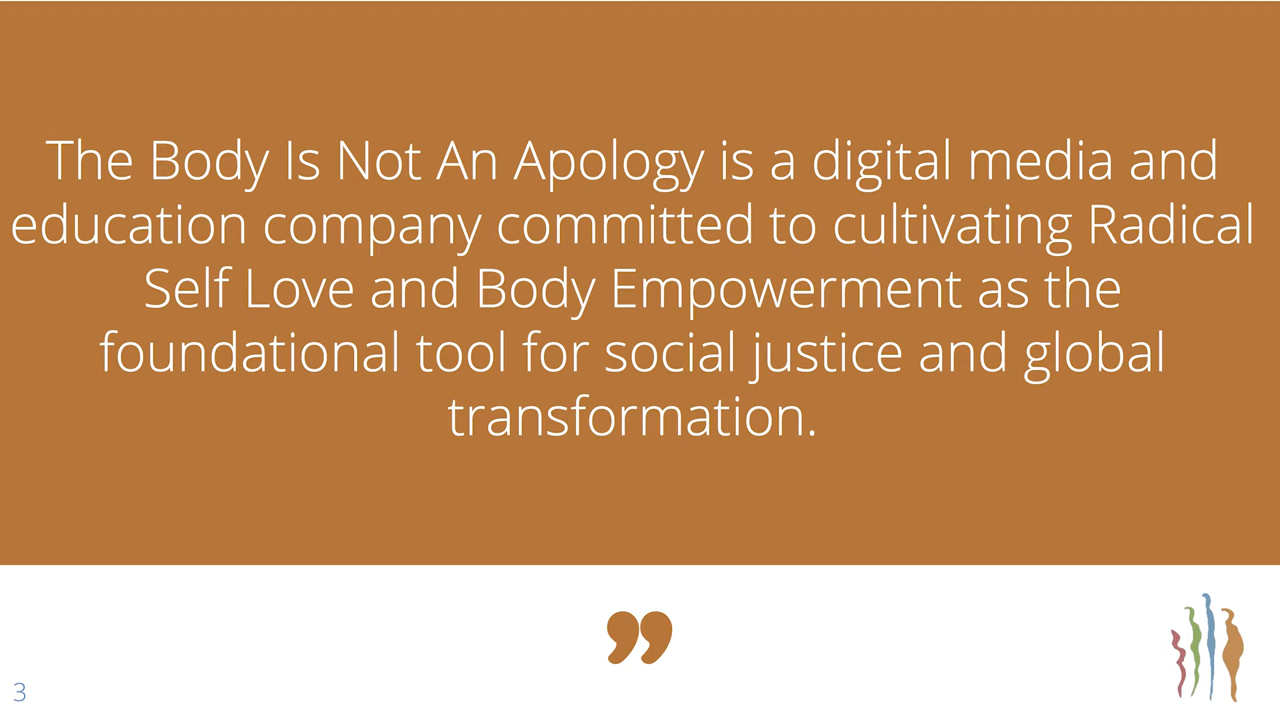 The Body Is Not An Apology is a digital media and
education company committed to cultivating Radical
Self Love and Body Empowerment as the
foundational tool for social justice and global
transformation.
”
3